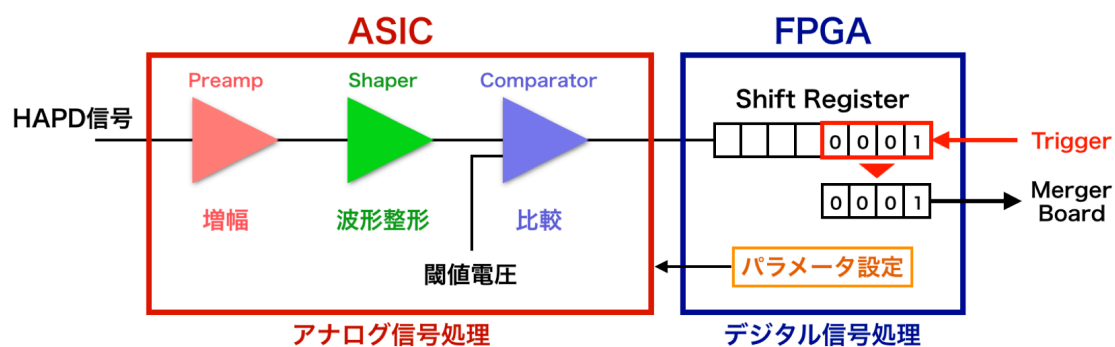 ASIC
FPGA
Preamp
Shaper
Comparator
HAPD信号
Shift Register
0 0 0 1
Trigger
0 0 0 1
Merger
Board
増幅
波形整形
比較
閾値電圧
パラメータ設定
アナログ信号処理
デジタル信号処理